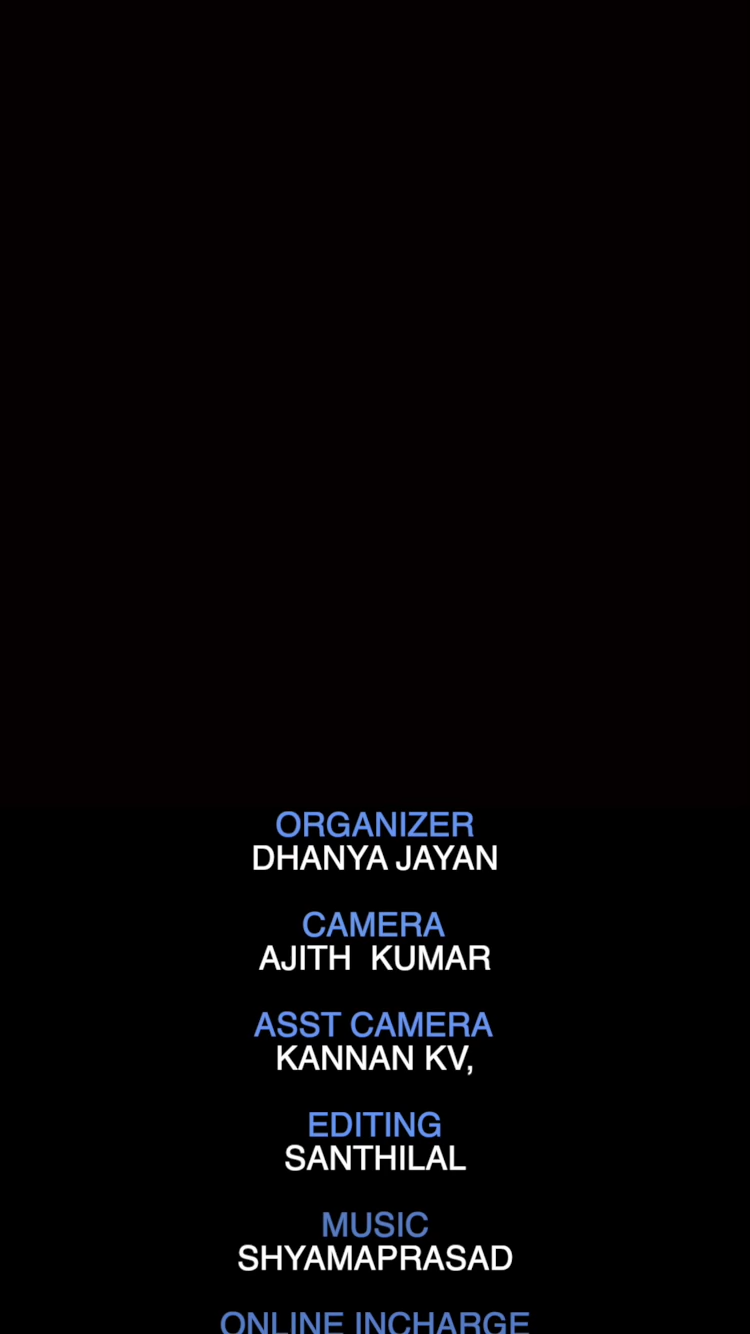 ORGANIZER
DHANYA JAYAN
CAMERA
AJITH KUMAR
ASST CAMERA
KANNAN KV,
EDITING
SANTHILAL
MUSIC
SHYAMAPRASAD
ONLINE INCHARGE